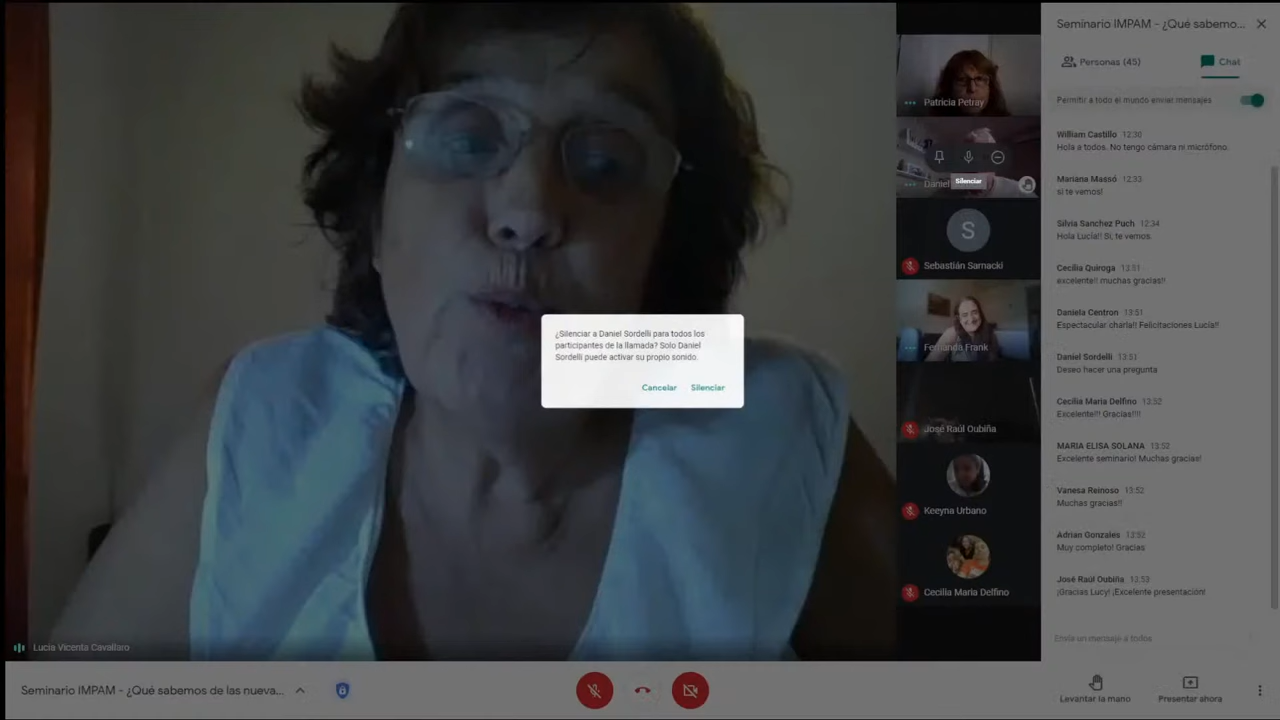 Seminario IMPAM - ¿Qué sabemo...
Personas (45)
Chat
Permitir a todo el mundo enviar mensajes
William Castillo 12:30
Hola a todos. No tengo cámara ni micrófono.
Mariana Massó 12:33
si te vemos!
Silvia Sanchez Puch 12:34
Hola Lucía!! Si, te vemos.
Cecilia Quiroga 13:51
excelente!! muchas gracias!!
Daniela Centron 13:51
Espectacular charla!! Felicitaciones Lucía!!
Daniel Sordelli 13:51
Deseo hacer una pregunta
Cecilia Maria Delfino 13:52
Excelente!!! Gracias!!!!
MARIA ELISA SOLANA 13:52
Excelente seminario! Muchas gracias!
Vanesa Reinoso 13:52
Muchas gracias!!
Adrian Gonzales 13:52
Muy completo! Gracias
José Raúl Oubiña 13:53
¡Gracias Lucy! ¡Excelente presentación!
Envía un mensaje a todos
Patricia Petray
Daniel
Silenciar
S
Sebastián Sarnacki
Fernanda Frank
José Raúl Oubiña
Keeyna Urbano
Cecilia Maria Delfino
¿Silenciar a Daniel Sordelli para todos los
participantes de la llamada? Solo Daniel
Sordelli puede activar su propio sonido.
Cancelar Silenciar
Lucia Vicenta Cavallaro
Seminario IMPAM - ¿Qué sabemos de las nueva...
Levantar la mano
Presentar ahora